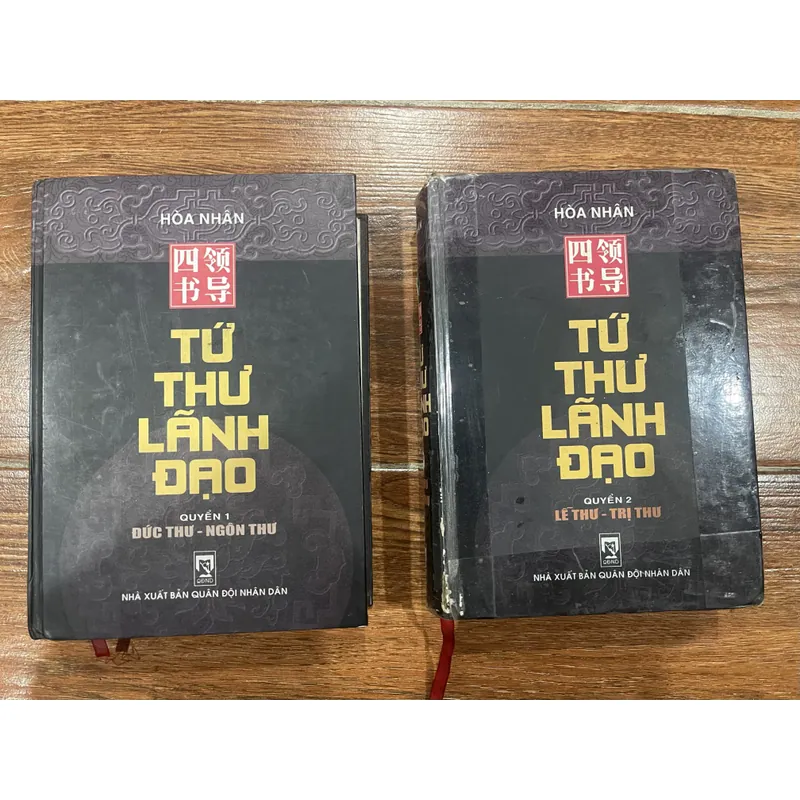 HÒA NHÂN
四领
书导
TỨ
THƯ
LÃNH
ĐẠO
QUYỂN 1
ĐỨC THƯ - NGÔN THƯ
QĐND
NHÀ XUẤT BẢN QUÂN ĐỘI NHÂN DÂN
HÒA NHÂN
四领
书导
TỨ
THƯ
LÃNH
ĐẠO
QUYỂN 2
LỄ THƯ - TRỊ THƯ
QĐND
NHÀ XUẤT BẢN QUÂN ĐỘI NHÂN DÂN